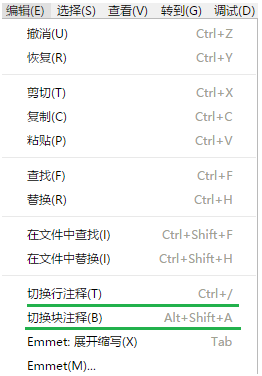 编辑(E) 选择(S) 查看(V) 转到(G) 调试(D)
撤消(U) Ctrl+Z
恢复(R) Ctrl+Y
剪切(T) Ctrl+X
复制(C) Ctrl+C
粘贴(P) Ctrl+V
查找(F) Ctrl+F
替换(R) Ctrl+H
在文件中查找(I) Ctrl+Shift+F
在文件中替换(I) Ctrl+Shift+H
切换行注释(T) Ctrl+/
切换块注释(B) Alt+Shift+A
Emmet: 展开缩写(X) Tab
Emmet(M)...